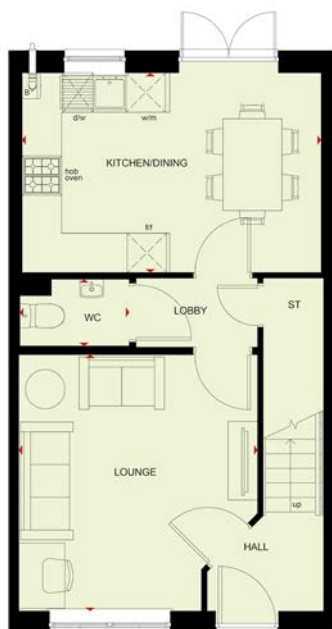 B
d/w
w/m
KITCHEN/DINING
hob
oven
f/f
WC
LOBBY
ST
LOUNGE
up
HALL